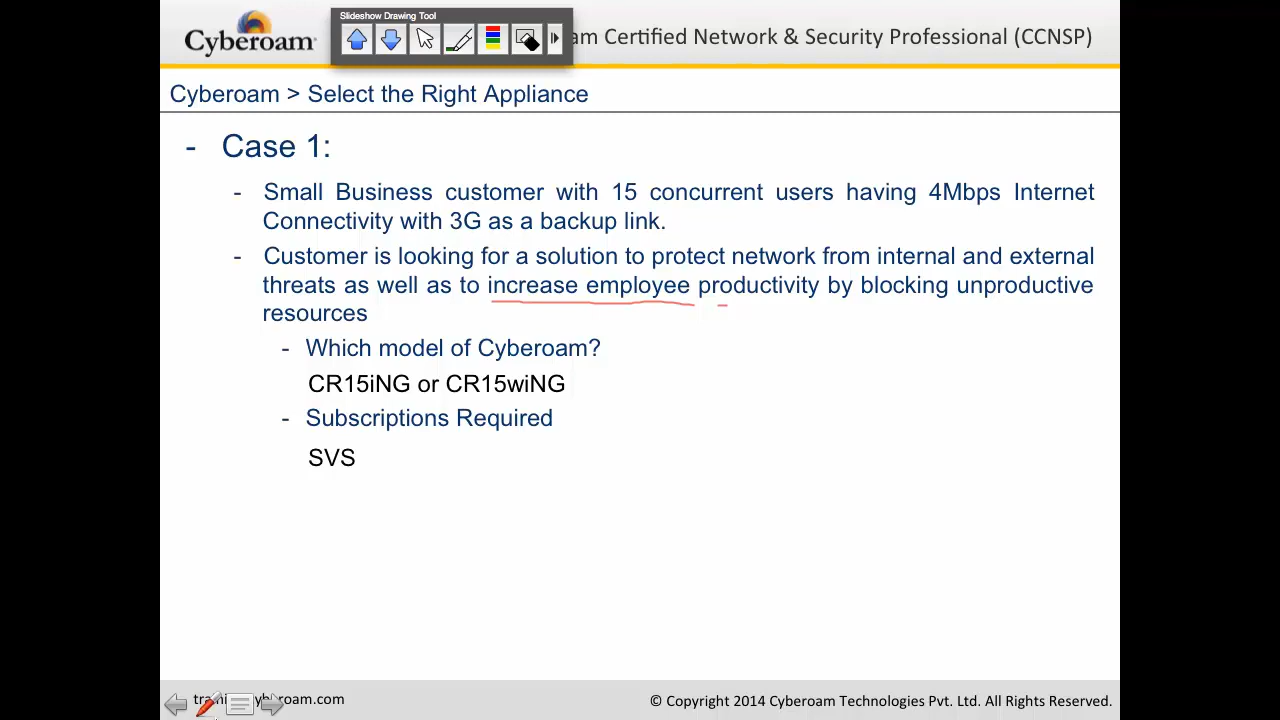 Slideshow Drawing Tool
Cyberoam am Certified Network & Security Professional (CCNSP)
Cyberoam > Select the Right Appliance
- Case 1:
- Small Business customer with 15 concurrent users having 4Mbps Internet
Connectivity with 3G as a backup link.
- Customer is looking for a solution to protect network from internal and external
threats as well as to increase employee productivity by blocking unproductive
resources
- Which model of Cyberoam?
CR15iNG or CR15wiNG
- Subscriptions Required
SVS
© Copyright 2014 Cyberoam Technologies Pvt. Ltd. All Rights Reserved.